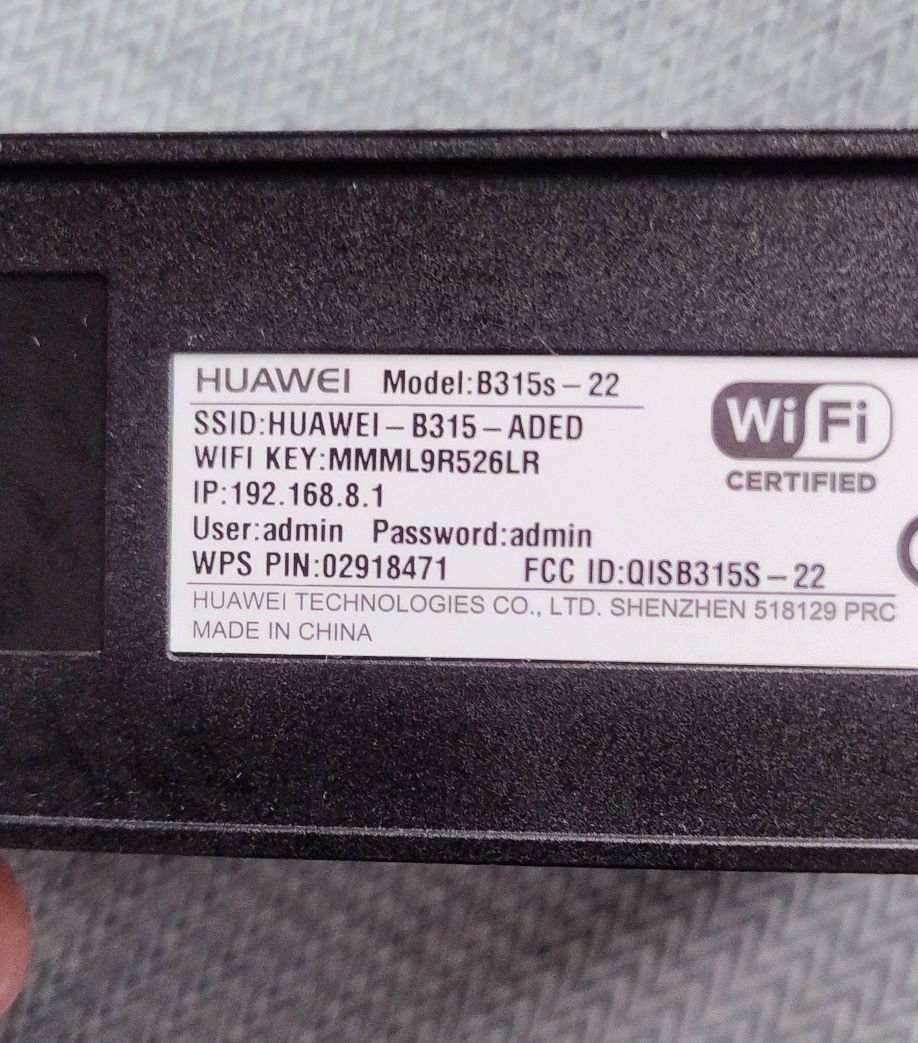 HUAWEI Model:B315s-22
SSID:HUAWEI-B315-ADED
WIFI KEY:MMML9R526LR
IP:192.168.8.1
User:admin Password:admin
WPS PIN:02918471 FCC ID:QISB315S-22
HUAWEI TECHNOLOGIES CO., LTD. SHENZHEN 518129 PRC
MADE IN CHINA
Wi Fi
CERTIFIED